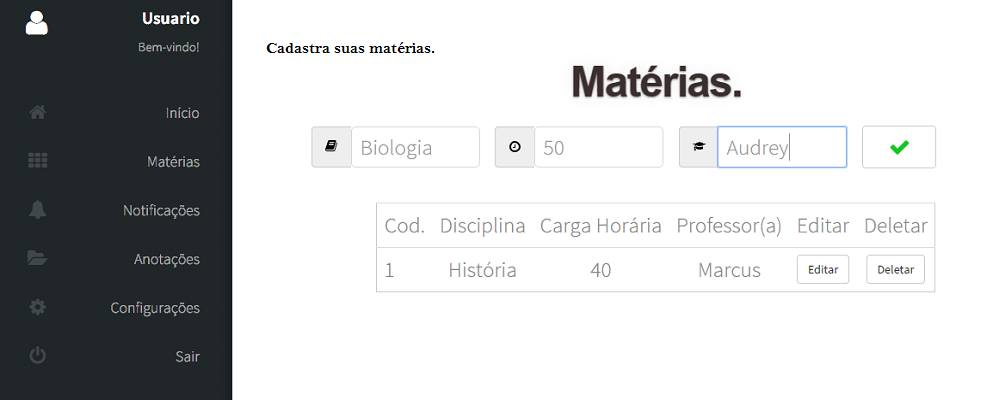 Usuario
Bem-vindo!
Início
Matérias
Notificações
Anotações
Configurações
Sair
Cadastra suas matérias.
Matérias.
Biologia 50 Audrey
Cod. Disciplina Carga Horária Professor(a) Editar Deletar
1 História 40 Marcus Editar Deletar